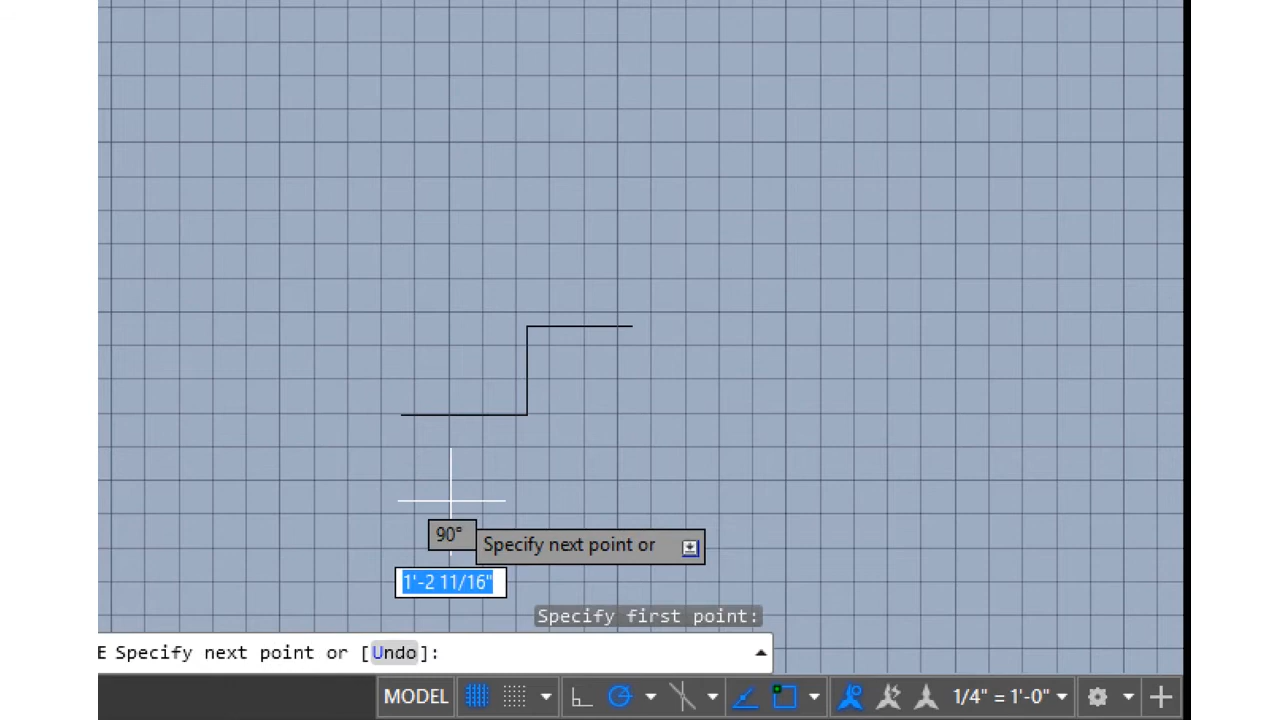 90°
Specify next point or
1'-2 11/16"
Specify first point:
E Specify next point or [Undo]:
MODEL 1/4" = 1'-0"